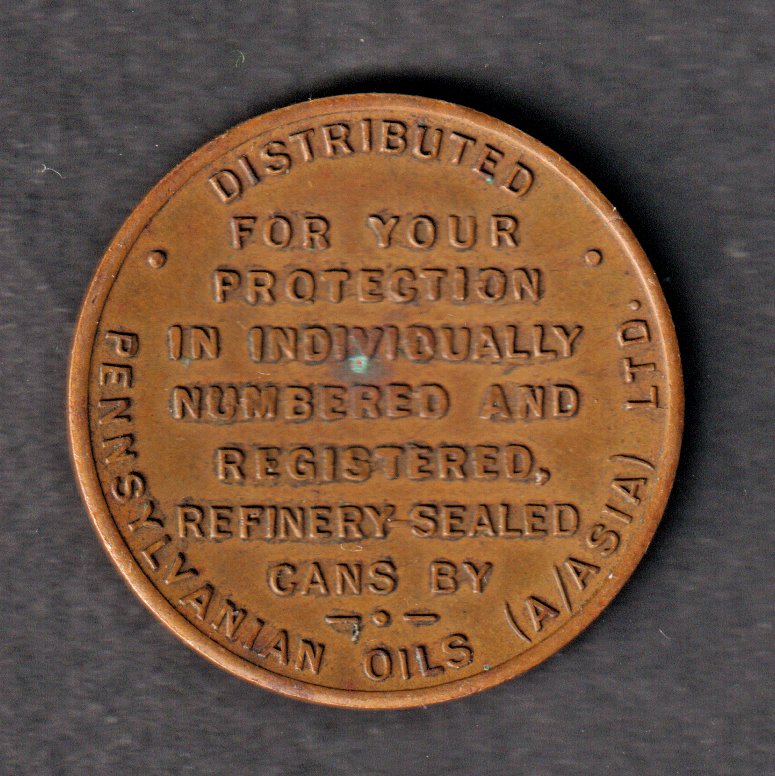 DISTRIBUTED
FOR YOUR
PROTECTION
IN INDIVIDUALLY
NUMBERED AND
REGISTERED,
REFINERY-SEALED
CANS BY
PENNSYLVANIAN OILS (A/ASIA) LTD.